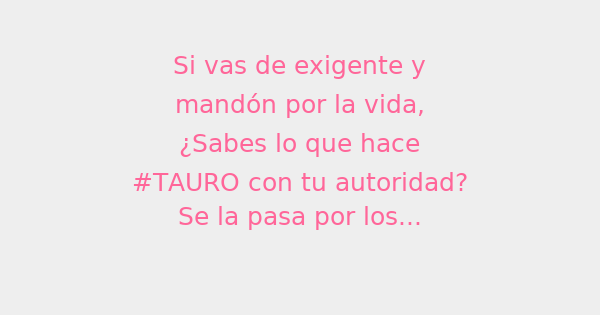 Si vas de exigente y
mandón por la vida,
¿Sabes lo que hace
#TAURO con tu autoridad?
Se la pasa por los...